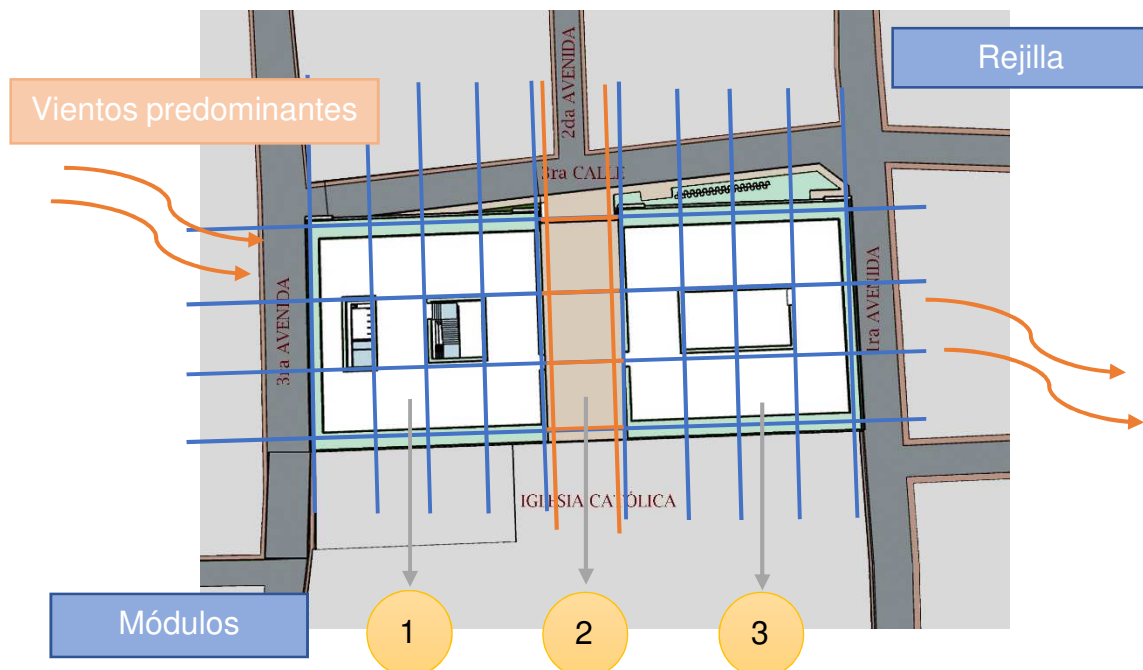 Rejilla
Vientos predominantes
2da AVENIDA
3ra CALLE
3ra AVENIDA
1ra AVENIDA
IGLESIA CATÓLICA
Módulos
1
2
3